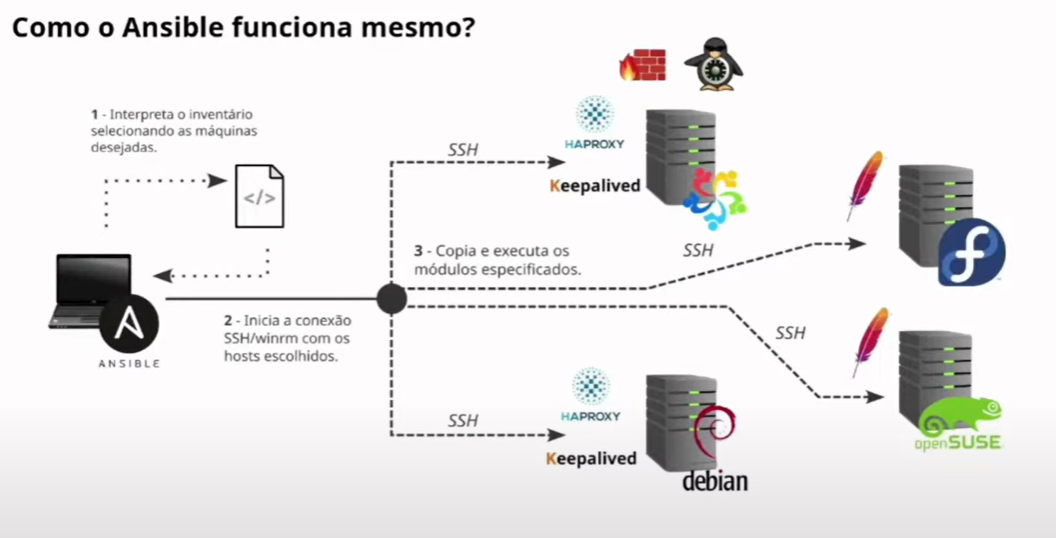 Como o Ansible funciona mesmo?
1 - Interpreta o inventário
selecionando as máquinas
desejadas.
</>
SSH
HAPROXY
Keepalived
3 - Copia e executa os
módulos especificados.
SSH
ANSIBLE
2 - Inicia a conexão
SSH/winrm com os
hosts escolhidos.
SSH
SSH
HAPROXY
Keepalived
debian
openSUSE